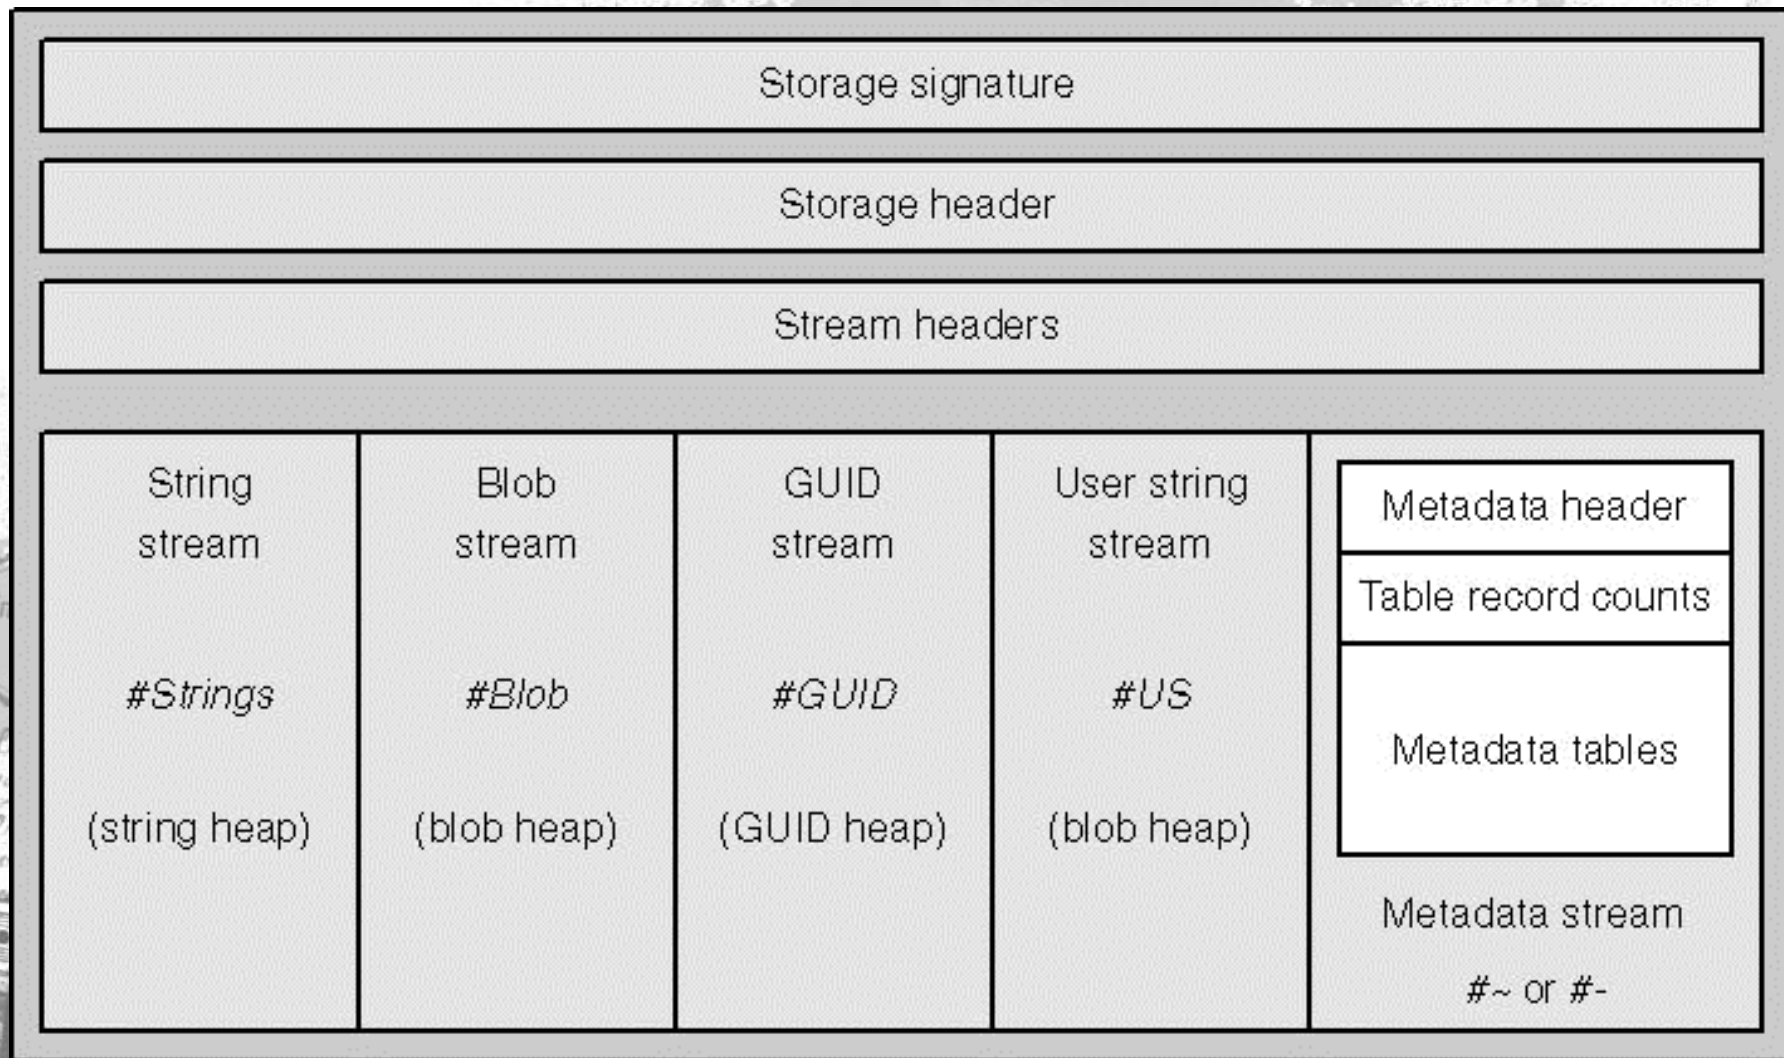 Storage signature
Storage header
Stream headers
String
stream
#Strings
(string heap)
Blob
stream
#Blob
(blob heap)
GUID
stream
#GUID
(GUID heap)
User string
stream
#US
(blob heap)
Metadata header
Table record counts
Metadata tables
Metadata stream
#~ or #-